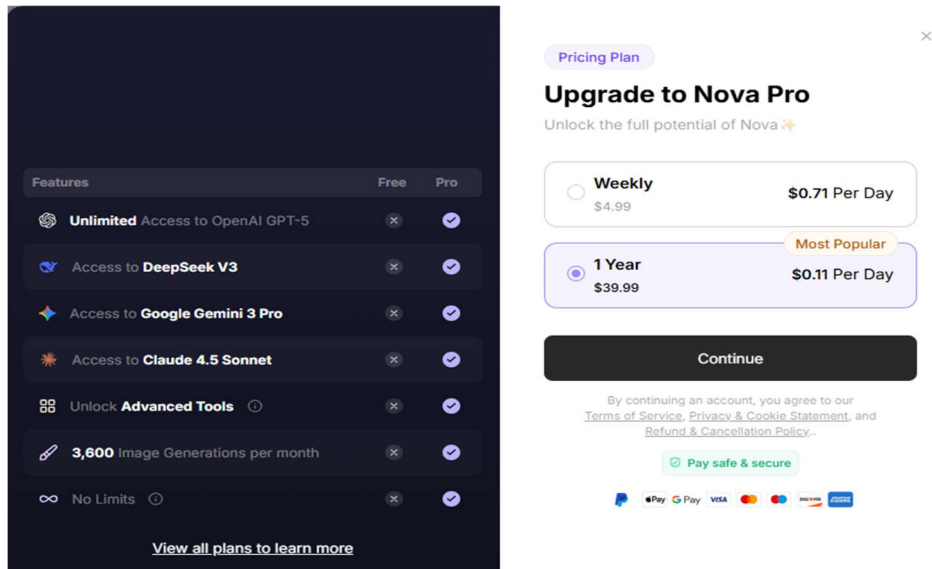 Features Free Pro
Unlimited Access to OpenAI GPT-5
Access to DeepSeek V3
Access to Google Gemini 3 Pro
Access to Claude 4.5 Sonnet
Unlock Advanced Tools
3,600 Image Generations per month
No Limits
View all plans to learn more
Pricing Plan
Upgrade to Nova Pro
Unlock the full potential of Nova✨
Weekly
$4.99
$0.71 Per Day
Most Popular
1 Year
$39.99
$0.11 Per Day
Continue
By continuing an account, you agree to our
Terms of Service, Privacy & Cookie Statement, and
Refund & Cancellation Policy..
Pay safe & secure
Pay G Pay VISA DISCOVER